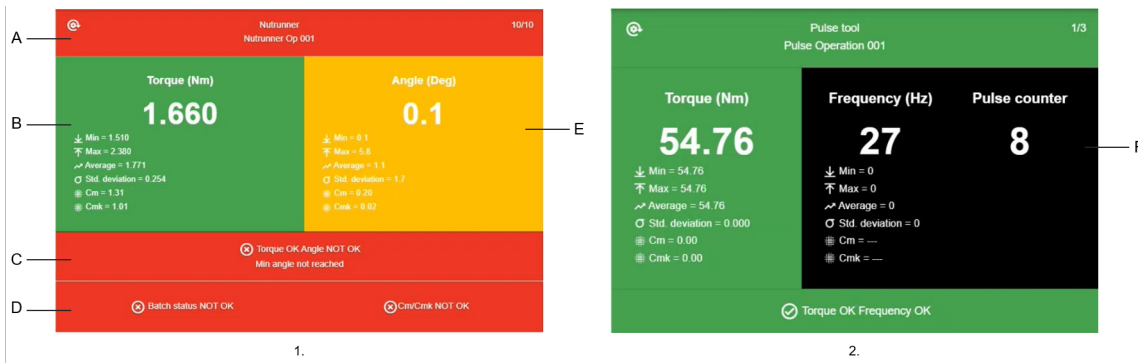 A
Nutrunner
10/10
Nutrunner Op 001
B
Torque (Nm)
1.660
Min = 1.510
Max = 2.380
Average = 1.771
Std. deviation = 0.254
Cm = 1.31
Cmk = 1.01
Angle (Deg)
0.1
Min = 0.1
Max = 5.8
Average = 1.1
Std. deviation = 1.7
Cm = 0.20
Cmk = 0.02
E
C
Torque OK Angle NOT OK
Min angle not reached
D
Batch status NOT OK
Cm/Cmk NOT OK
1.
Pulse tool
1/3
Pulse Operation 001
Torque (Nm)
54.76
Min = 54.76
Max = 54.76
Average = 54.76
Std. deviation = 0.000
Cm = 0.00
Cmk = 0.00
Frequency (Hz)
27
Min = 0
Max = 0
Average = 0
Std. deviation = 0
Cm = ---
Cmk = ---
Pulse counter
8
F
Torque OK Frequency OK
2.